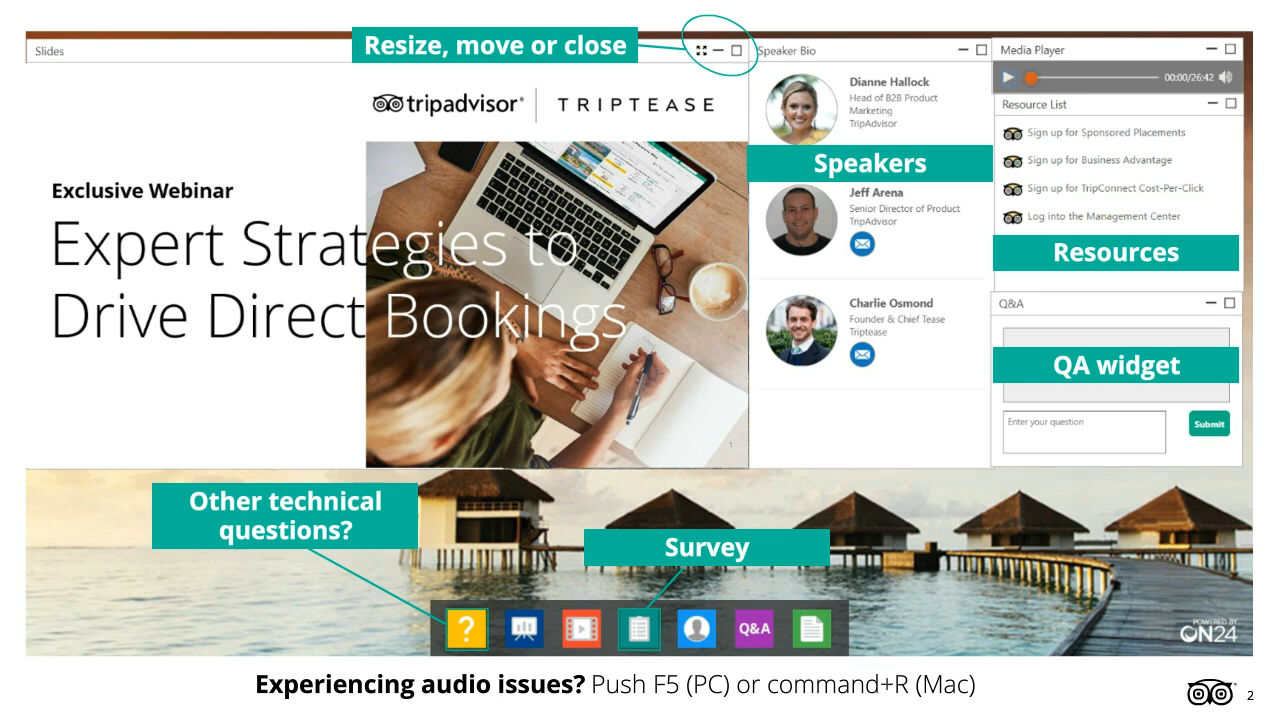 Resize, move or close
Slides
tripadvisor®
TRIPTEASE
Exclusive Webinar
Expert Strategies to
Drive Direct Bookings
1
Speaker Bio
Dianne Hallock
Head of B2B Product
Marketing
TripAdvisor
Speakers
Jeff Arena
Senior Director of Product
TripAdvisor
Charlie Osmond
Founder & Chief Tease
Triptease
Media Player
00:00/26:42
Resource List
Sign up for Sponsored Placements
Sign up for Business Advantage
Sign up for TripConnect Cost-Per-Click
Log into the Management Center
Resources
Q&A
QA widget
Enter your question
Submit
Other technical
questions?
Survey
?
Q&A
POWERED BY
ON24
Experiencing audio issues? Push F5 (PC) or command+R (Mac)
2